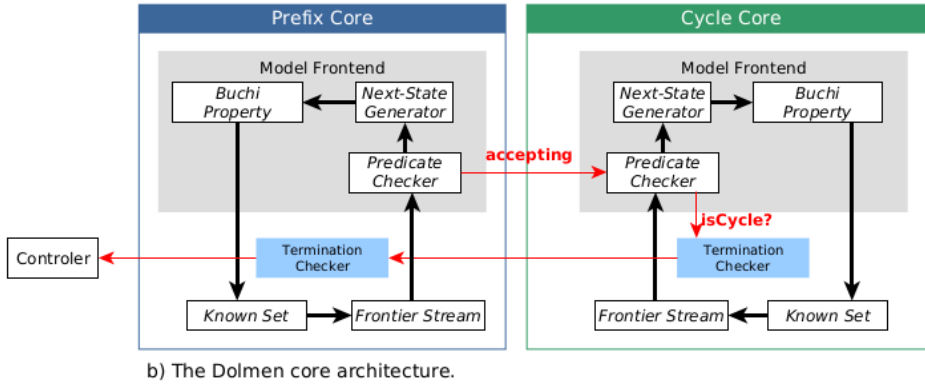 Prefix Core
Cycle Core
Model Frontend
Buchi
Property
Next-State
Generator
Predicate
Checker
accepting
Model Frontend
Next-State
Generator
Buchi
Property
Predicate
Checker
isCycle?
Controler
Termination
Checker
Termination
Checker
Known Set
Frontier Stream
Frontier Stream
Known Set
b) The Dolmen core architecture.